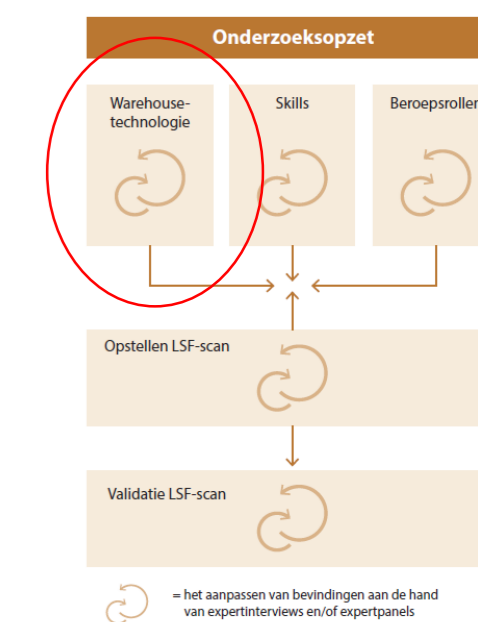 Onderzoeksopzet
Warehouse-
technologie
Skills
Beroepsrollen
Opstellen LSF-scan
Validatie LSF-scan
= het aanpassen van bevindingen aan de hand
van expertinterviews en/of expertpanels